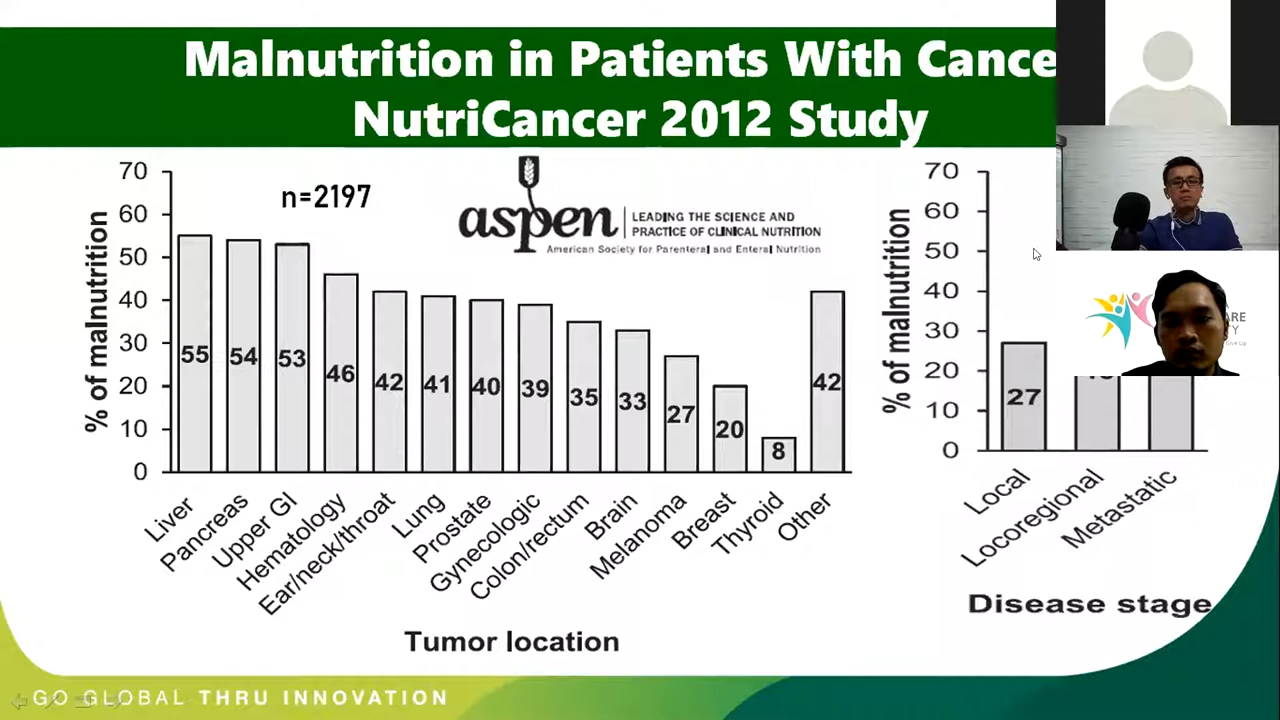 Malnutrition in Patients With Cance
NutriCancer 2012 Study
70
60
50
40
30
20
10
0
% of malnutrition
n=2197
aspen
LEADING THE SCIENCE AND
PRACTICE OF CLINICAL NUTRITION
American Society for Parenteral and Enteral Nutrition
55
54
53
46
42
41
40
39
35
33
27
20
8
42
Liver
Pancreas
Upper GI
Hematology
Ear/neck/throat
Lung
Prostate
Gynecologic
Colon/rectum
Brain
Melanoma
Breast
Thyroid
Other
Tumor location
70
60
50
40
30
20
10
0
% of malnutrition
27
Local
Locoregional
Metastatic
Disease stage
GO GLOBAL THRU INNOVATION